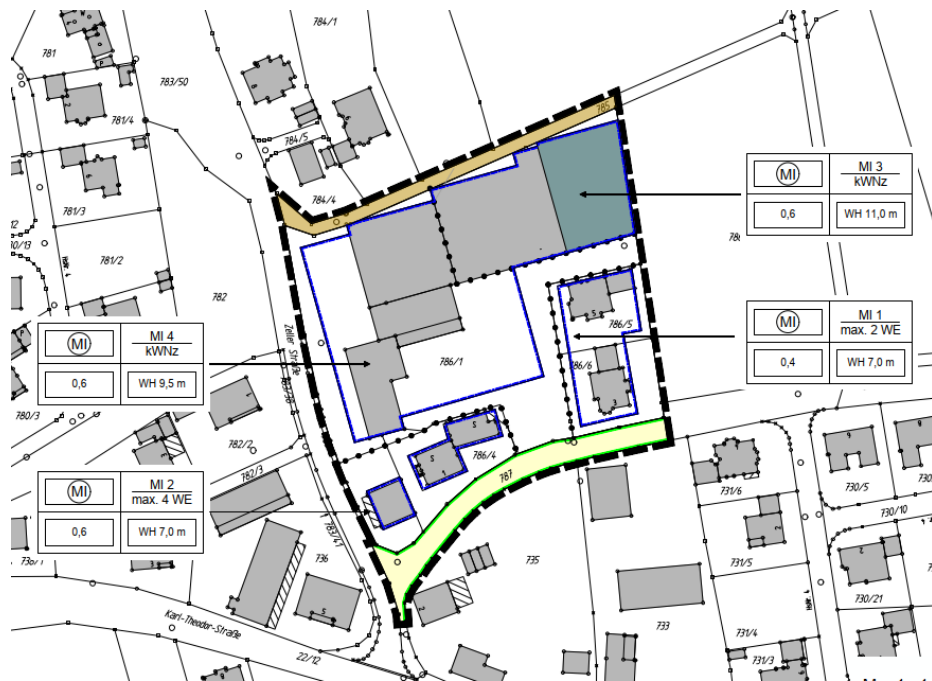 784/1
781
783/50
785
781/4
784/5
MI
MI 3
kWNz
0,6
WH 11,0 m
784/4
781/3
781/2
782
Zeller Straße
783/38
786/5
MI
MI 1
max. 2 WE
0,4
WH 7,0 m
MI
MI 4
kWNz
0,6
WH 9,5 m
786/1
786/6
780/3
782/2
786/4
782/3
787
MI
MI 2
max. 4 WE
0,6
WH 7,0 m
783/41
731/6
730/5
730/10
736
735
731/5
730/21
733
731/4
731/3
Karl-Theodor-Straße
22/12